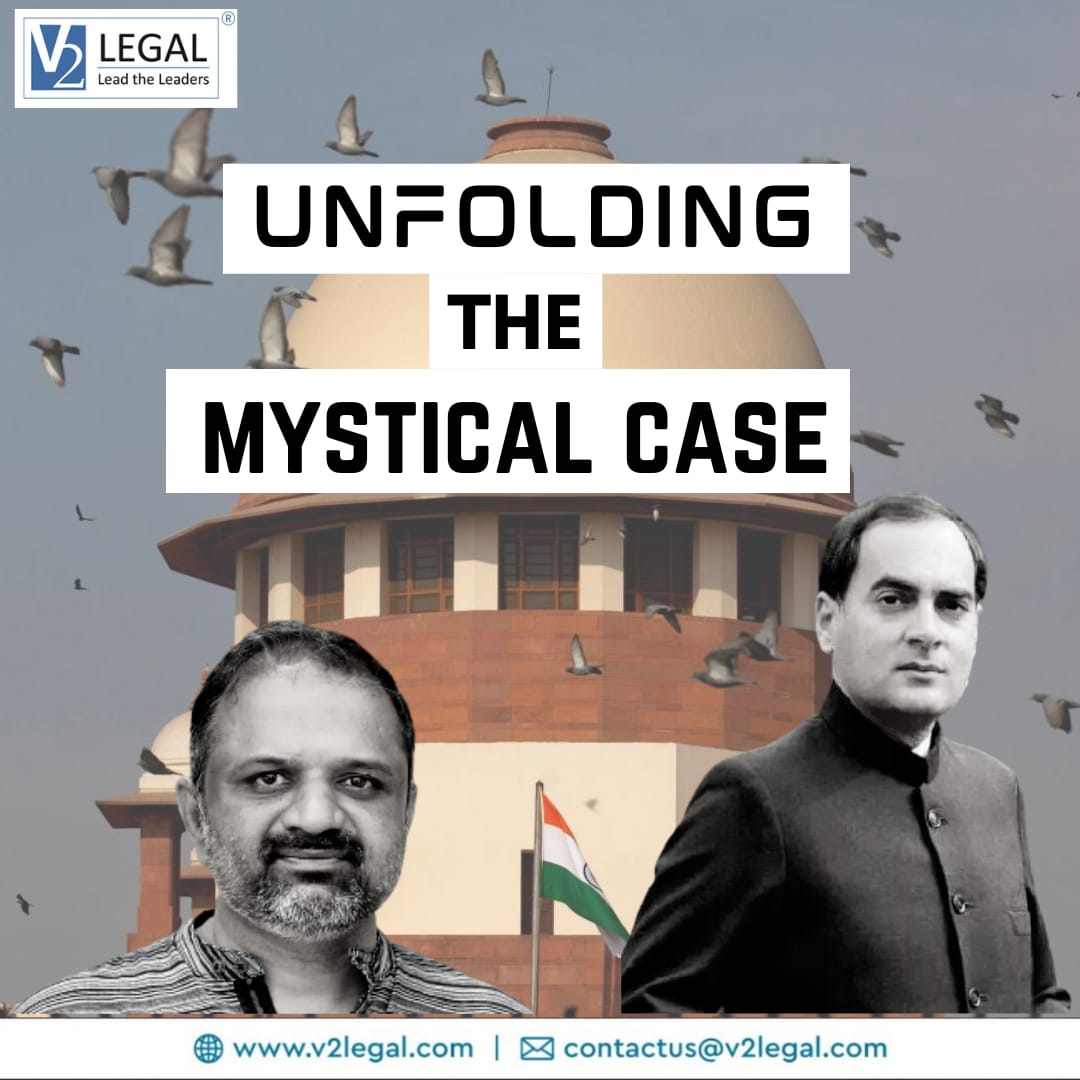 V2 LEGAL ®
Lead the Leaders
UNFOLDING
THE
MYSTICAL CASE
www.v2legal.com | contactus@v2legal.com